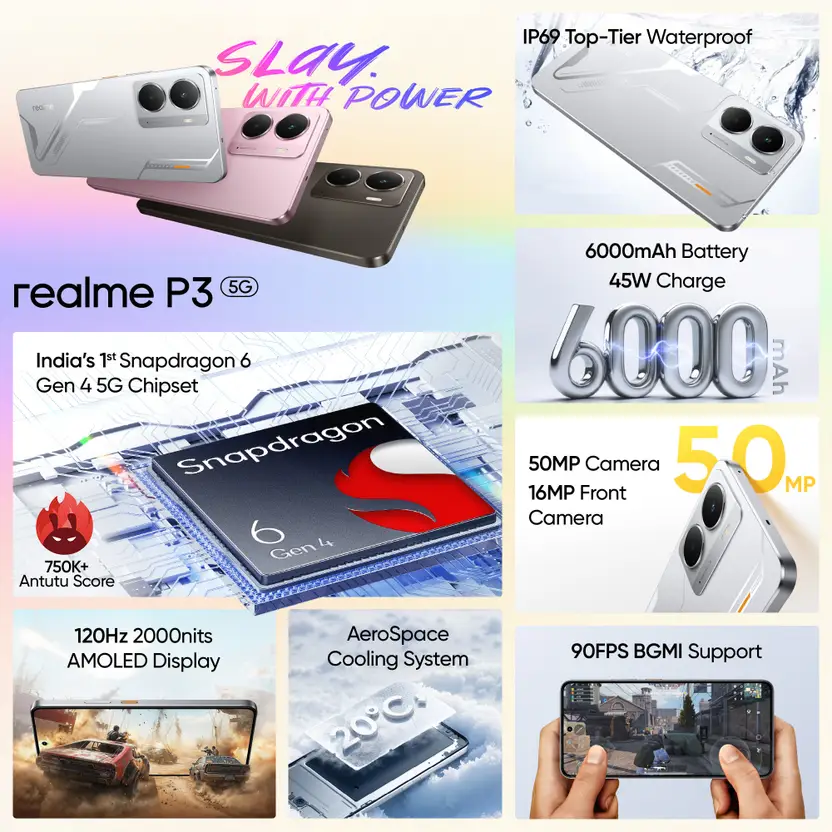 SLAY.
WITH POWER
realme
realme P3 5G
IP69 Top-Tier Waterproof
6000mAh Battery
45W Charge
6000
mAh
India's 1st Snapdragon 6
Gen 4 5G Chipset
Snapdragon
6
Gen 4
750K+
Antutu Score
50MP Camera
16MP Front
Camera
50
MP
120Hz 2000nits
AMOLED Display
AeroSpace
Cooling System
20°C
90FPS BGMI Support